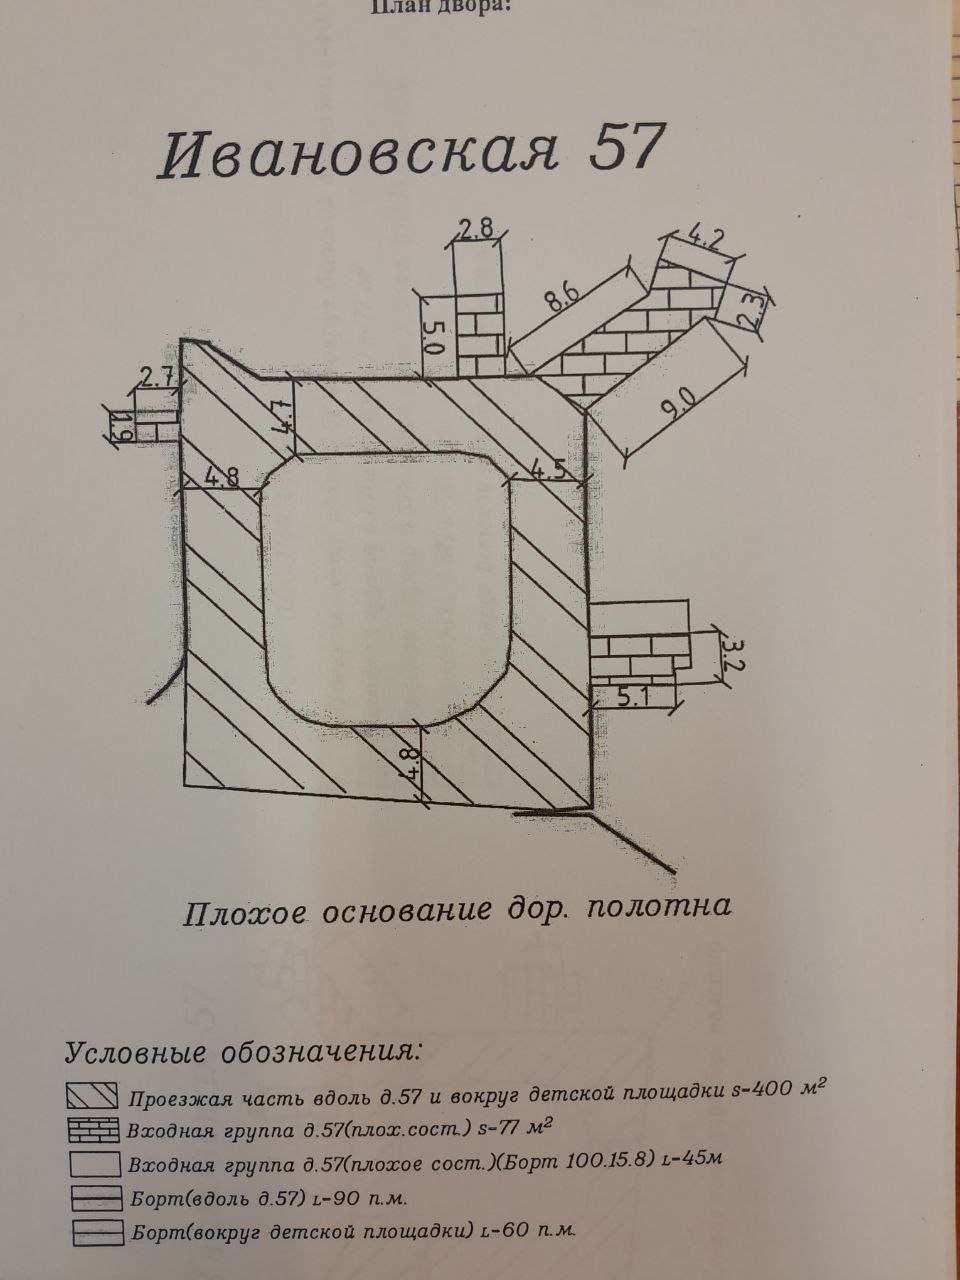 План двора:
Ивановская 57
2.8
4.2
8.6
2.3
5.0
2.7
1.9
4.7
9.0
4.8
4.5
3.2
5.1
4.8
Плохое основание дор. полотна
Условные обозначения:
Проезжая часть вдоль д.57 и вокруг детской площадки s-400 м²
Входная группа д.57(плох.сост.) s-77 м²
Входная группа д.57(плохое сост.)(Борт 100.15.8) L-45м
Борт(вдоль д.57) L-90 п.м.
Борт(вокруг детской площадки) L-60 п.м.